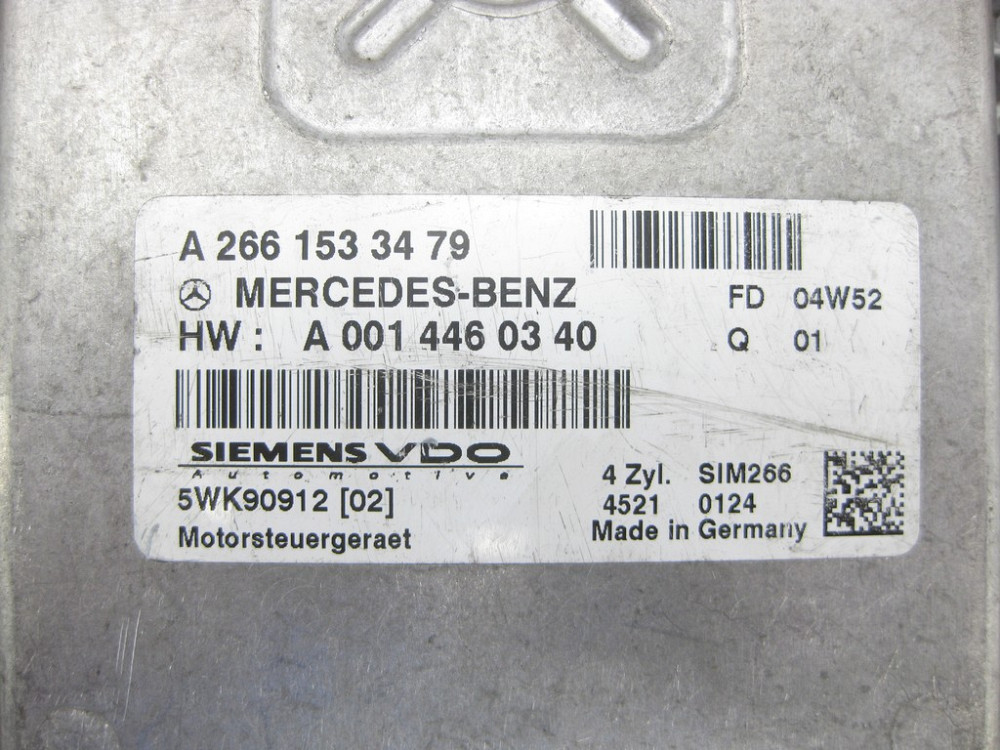 A 266 153 34 79
MERCEDES-BENZ
HW : A 001 446 03 40
FD 04W52
Q 01
SIEMENS VDO
Automotive
5WK90912 [02]
Motorsteuergeraet
4 Zyl. SIM266
4521 0124
Made in Germany